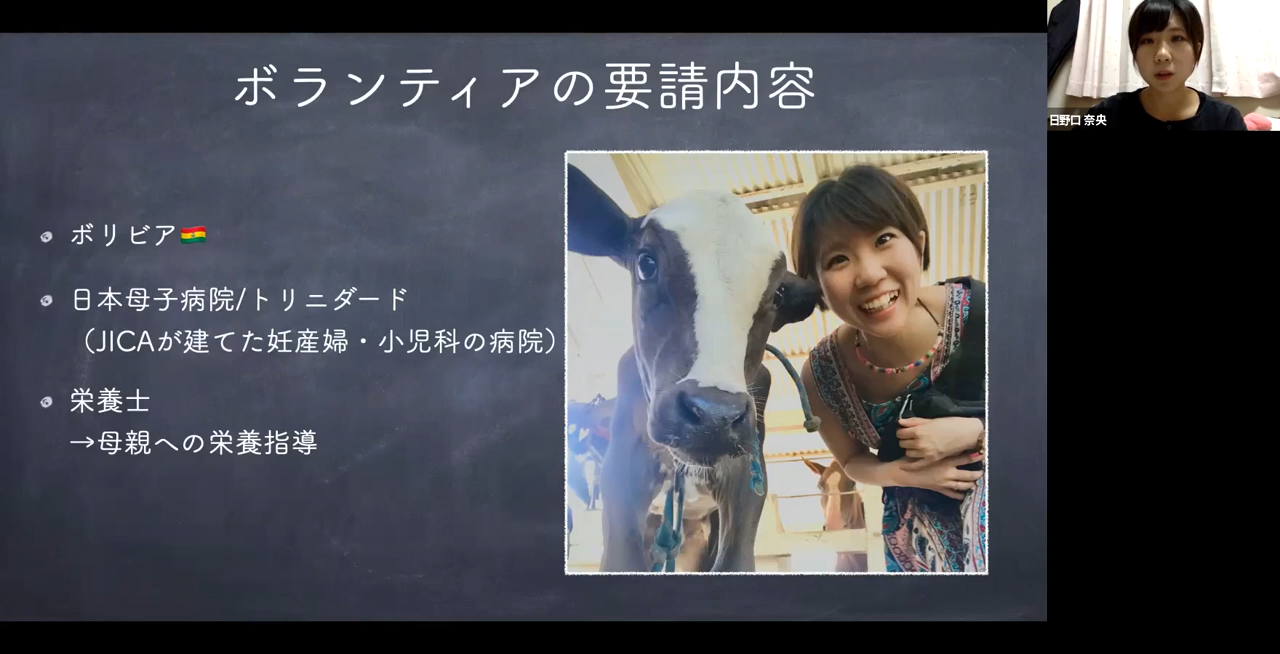 ボランティアの要請内容
ボリビア🇧🇴
日本母子病院/トリニダード
（JICAが建てた妊産婦・小児科の病院）
栄養士
→母親への栄養指導
日野口 奈央